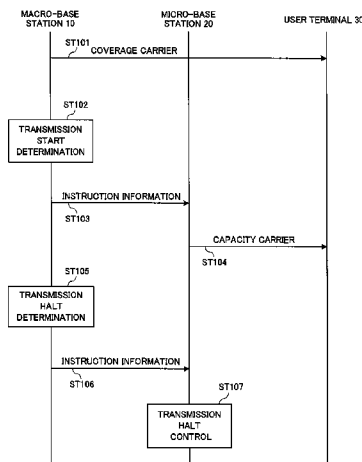 MACRO-BASE
STATION 10
MICRO-BASE
STATION 20
USER TERMINAL 30
ST101
COVERAGE CARRIER
ST102
TRANSMISSION
START
DETERMINATION
INSTRUCTION INFORMATION
ST103
CAPACITY CARRIER
ST104
ST105
TRANSMISSION
HALT
DETERMINATION
INSTRUCTION INFORMATION
ST106
ST107
TRANSMISSION
HALT
CONTROL